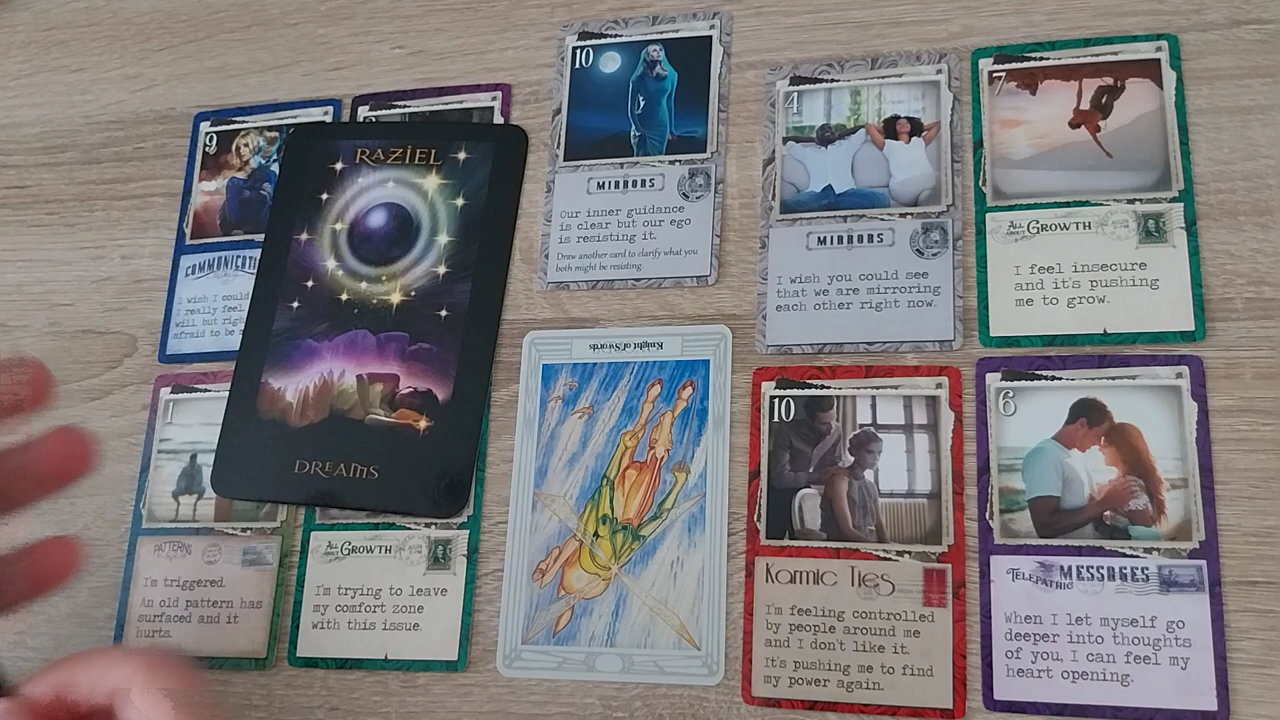 9
COMMUNICAT
I wish I could
I really feel.
will but righ
afraid to be
RAZIEL
DREAMS
10
MIRRORS
Our inner guidance
is clear but our ego
is resisting it.
Draw another card to clarify what you
both might be resisting
4
MIRRORS
I wish you could see
that we are mirroring
each other right now.
7
ALL ABOUT GROWTH
I feel insecure
and it's pushing
me to grow.
1
PATTERNS
I'm triggered.
An old pattern has
surfaced and it
hurts.
ALL ABOUT GROWTH
I'm trying to leave
my comfort zone
with this issue.
Knight of Swords
10
Karmic Ties
I'm feeling controlled
by people around me
and I don't like it.
It's pushing me to find
my power again.
6
TELEPATHIC MESSAGES
When I let myself go
deeper into thoughts
of you, I can feel my
heart opening.